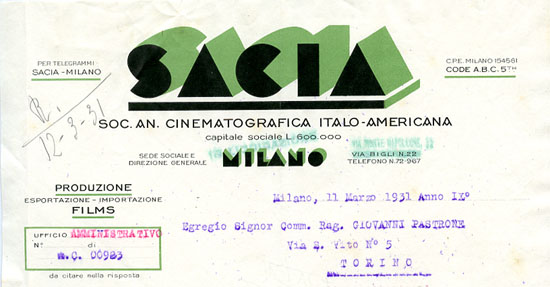 SACIA
PER TELEGRAMMI
SACIA - MILANO
C.P.E. MILANO 154561
CODE A.B.C. 5TH
R.
12-3-31
SOC. AN. CINEMATOGRAFICA ITALO-AMERICANA
capitale sociale L. 600.000
SEDE SOCIALE E
DIREZIONE GENERALE
MILANO
VIA BIGLI N. 22
TELEFONO N. 72-967
PRODUZIONE
ESPORTAZIONE - IMPORTAZIONE
FILMS
Milano, 11 Marzo 1931 Anno IXº
Egregio Signor Comm. Rag. GIOVANNI PASTRONE
Via S. Vito Nº 5
TORINO
UFFICIO AMMINISTRATIVO
Nº di
C. 00923
da citare nella risposta